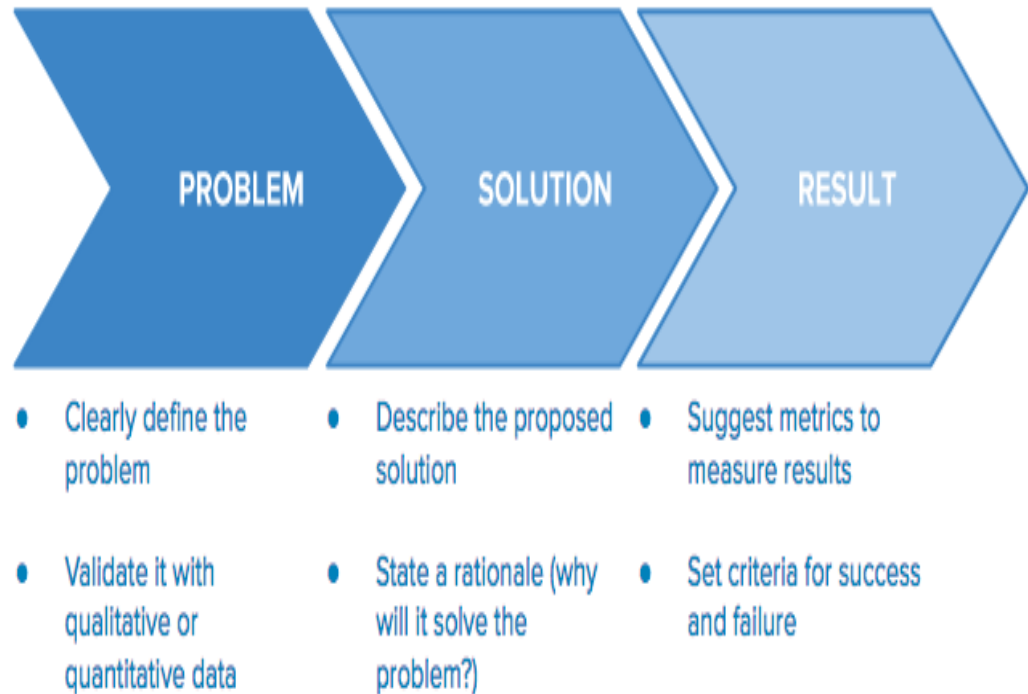 PROBLEM
SOLUTION
RESULT
• Clearly define the
problem
• Validate it with
qualitative or
quantitative data
• Describe the proposed
solution
• State a rationale (why
will it solve the
problem?)
• Suggest metrics to
measure results
• Set criteria for success
and failure